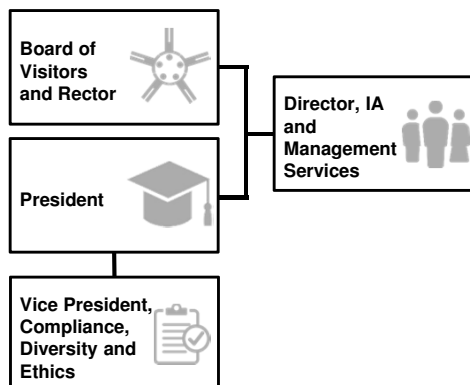 Board of
Visitors
and Rector
Director, IA
and
Management
Services
President
Vice President,
Compliance,
Diversity and
Ethics